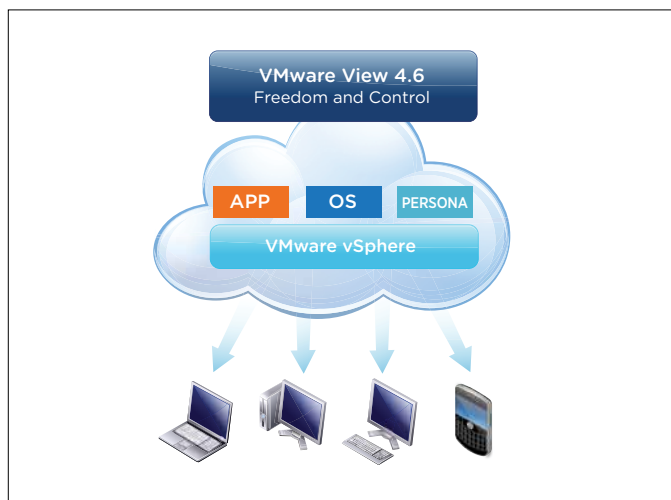 VMware View 4.6
Freedom and Control
APP OS PERSONA
VMware vSphere